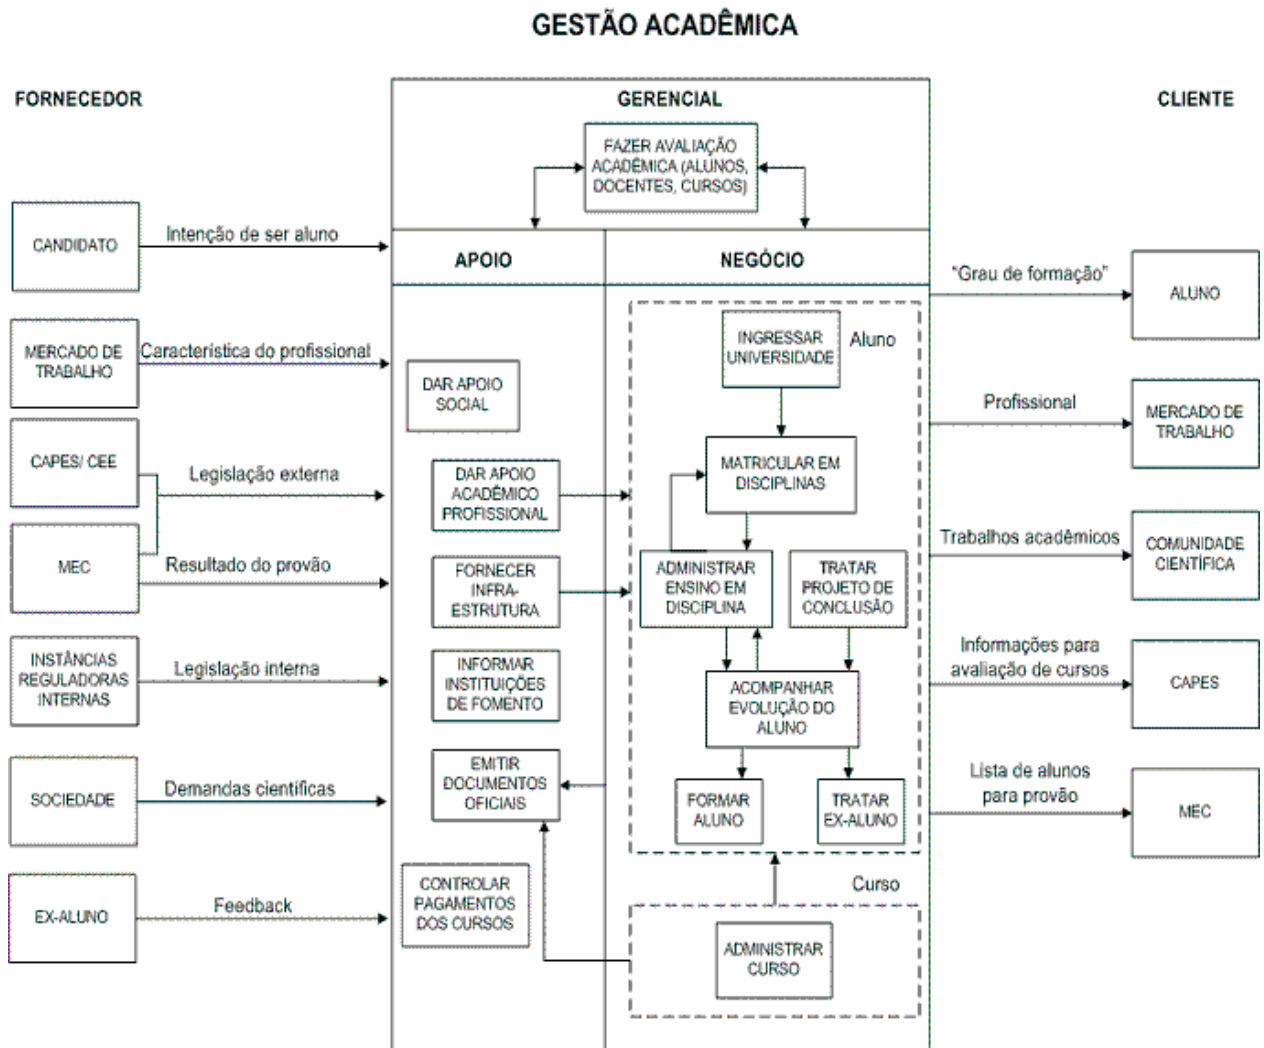 GESTÃO ACADÊMICA
FORNECEDOR
GERENCIAL
CLIENTE
FAZER AVALIAÇÃO
ACADÊMICA (ALUNOS,
DOCENTES, CURSOS)
CANDIDATO
Intenção de ser aluno
MERCADO DE
TRABALHO
Característica do profissional
CAPES/ CEE
Legislação externa
MEC
Resultado do provão
INSTÂNCIAS
REGULADORAS
INTERNAS
Legislação interna
SOCIEDADE
Demandas científicas
EX-ALUNO
Feedback
APOIO
DAR APOIO
SOCIAL
DAR APOIO
ACADÊMICO
PROFISSIONAL
FORNECER
INFRA-
ESTRUTURA
INFORMAR
INSTITUIÇÕES
DE FOMENTO
EMITIR
DOCUMENTOS
OFICIAIS
CONTROLAR
PAGAMENTOS
DOS CURSOS
NEGÓCIO
INGRESSAR
UNIVERSIDADE
Aluno
MATRICULAR EM
DISCIPLINAS
ADMINISTRAR
ENSINO EM
DISCIPLINA
TRATAR
PROJETO DE
CONCLUSÃO
ACOMPANHAR
EVOLUÇÃO DO
ALUNO
FORMAR
ALUNO
TRATAR
EX-ALUNO
Curso
ADMINISTRAR
CURSO
"Grau de formação"
ALUNO
Profissional
MERCADO DE
TRABALHO
Trabalhos acadêmicos
COMUNIDADE
CIENTÍFICA
Informações para
avaliação de cursos
CAPES
Lista de alunos
para provão
MEC